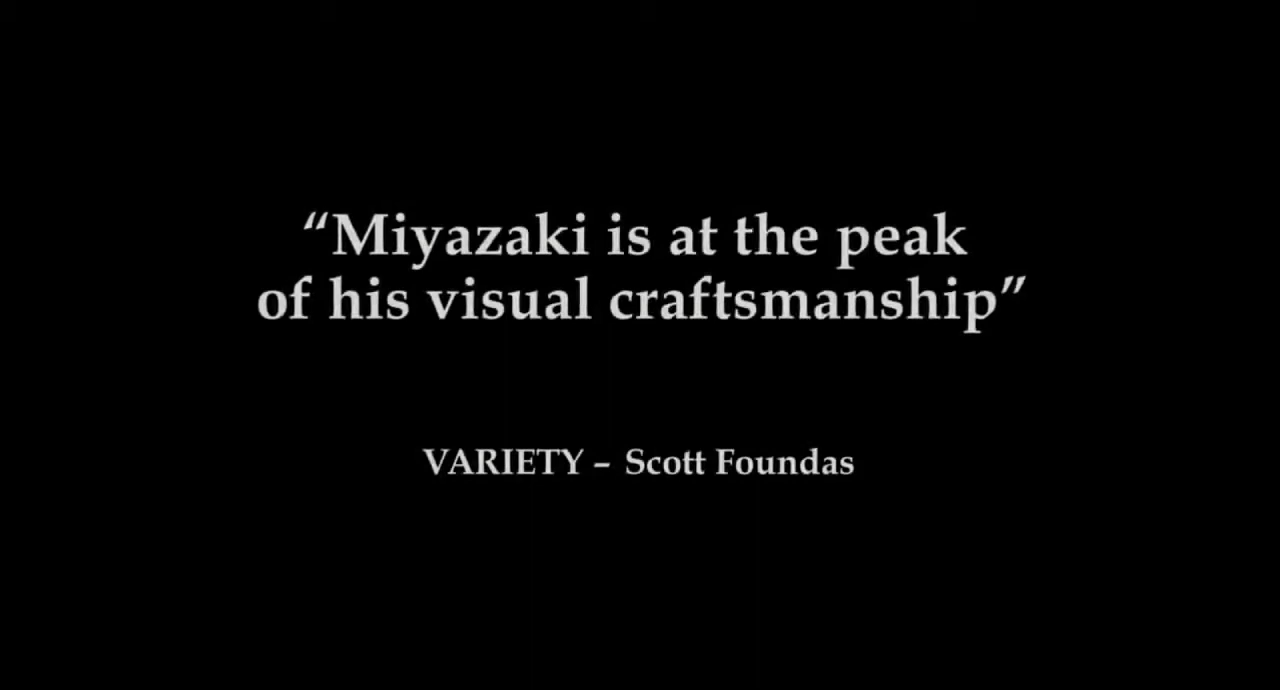 “Miyazaki is at the peak
of his visual craftsmanship”
VARIETY – Scott Foundas